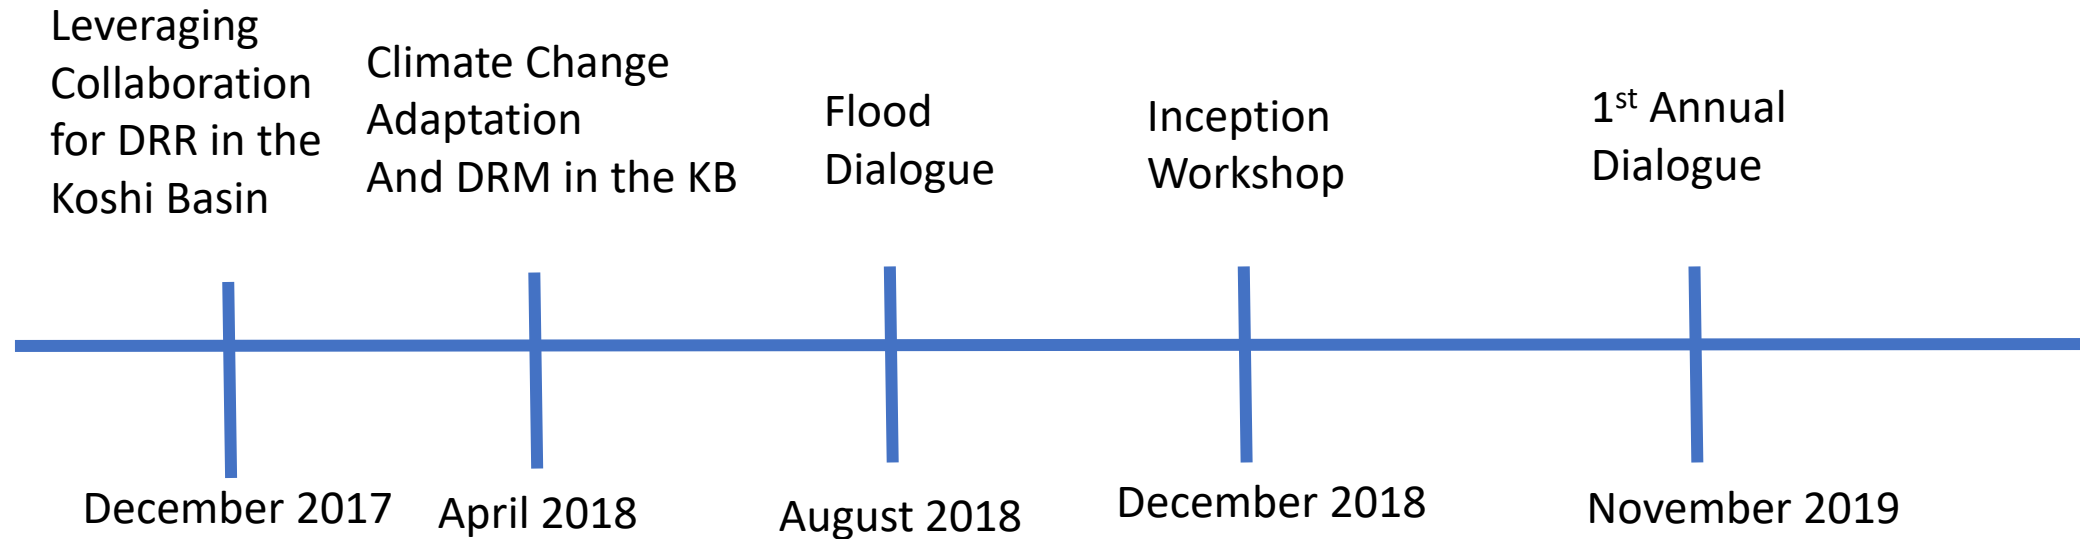 Leveraging
Collaboration
for DRR in the
Koshi Basin
Climate Change
Adaptation
And DRM in the KB
Flood
Dialogue
Inception
Workshop
1st Annual
Dialogue
December 2017
April 2018
August 2018
December 2018
November 2019